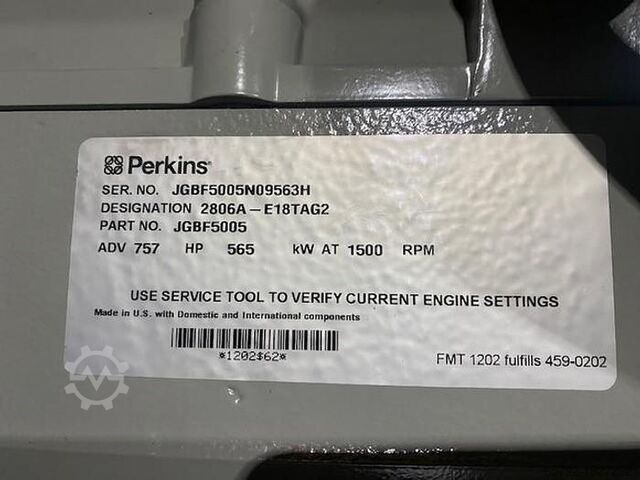 Perkins
SER. NO. JGBF5005N09563H
DESIGNATION 2806A-E18TAG2
PART NO. JGBF5005
ADV 757 HP 565 kW AT 1500 RPM
USE SERVICE TOOL TO VERIFY CURRENT ENGINE SETTINGS
Made in U.S. with Domestic and International components
*1202$62*
FMT 1202 fulfills 459-0202